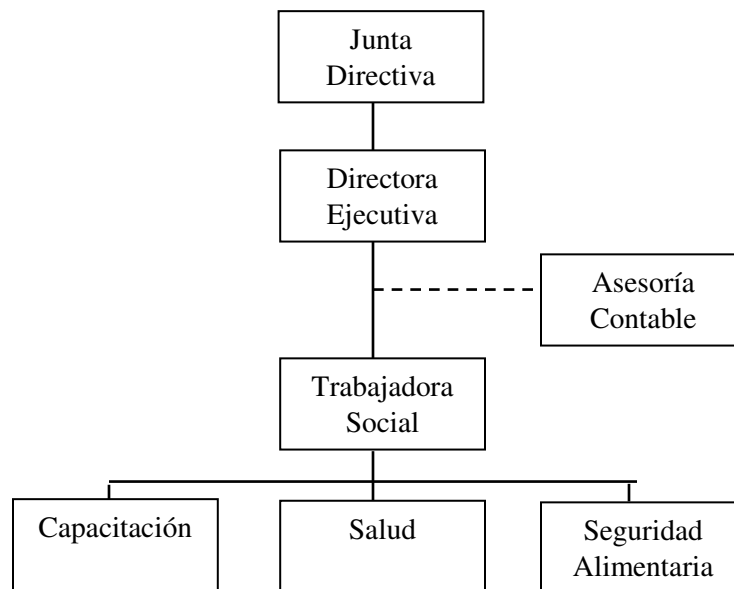 Junta
Directiva
Directora
Ejecutiva
Asesoría
Contable
Trabajadora
Social
Capacitación
Salud
Seguridad
Alimentaria